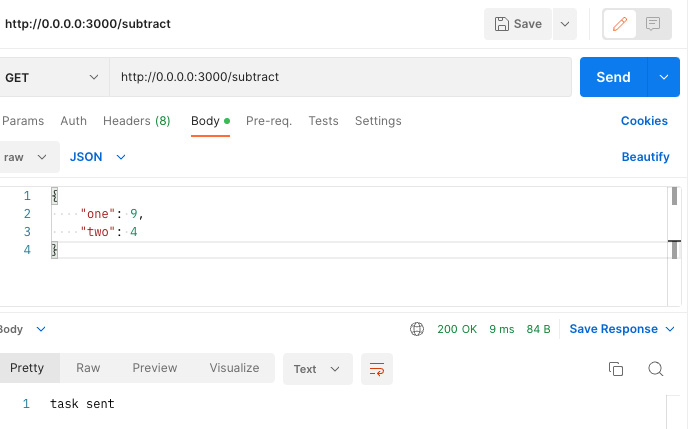 http://0.0.0.0:3000/subtract
Save
GET
http://0.0.0.0:3000/subtract
Send
Params Auth Headers (8) Body Pre-req. Tests Settings Cookies
raw JSON Beautify
1 {
2 "one": 9,
3 "two": 4
4 }
Body 200 OK 9 ms 84 B Save Response
Pretty Raw Preview Visualize Text
1 task sent